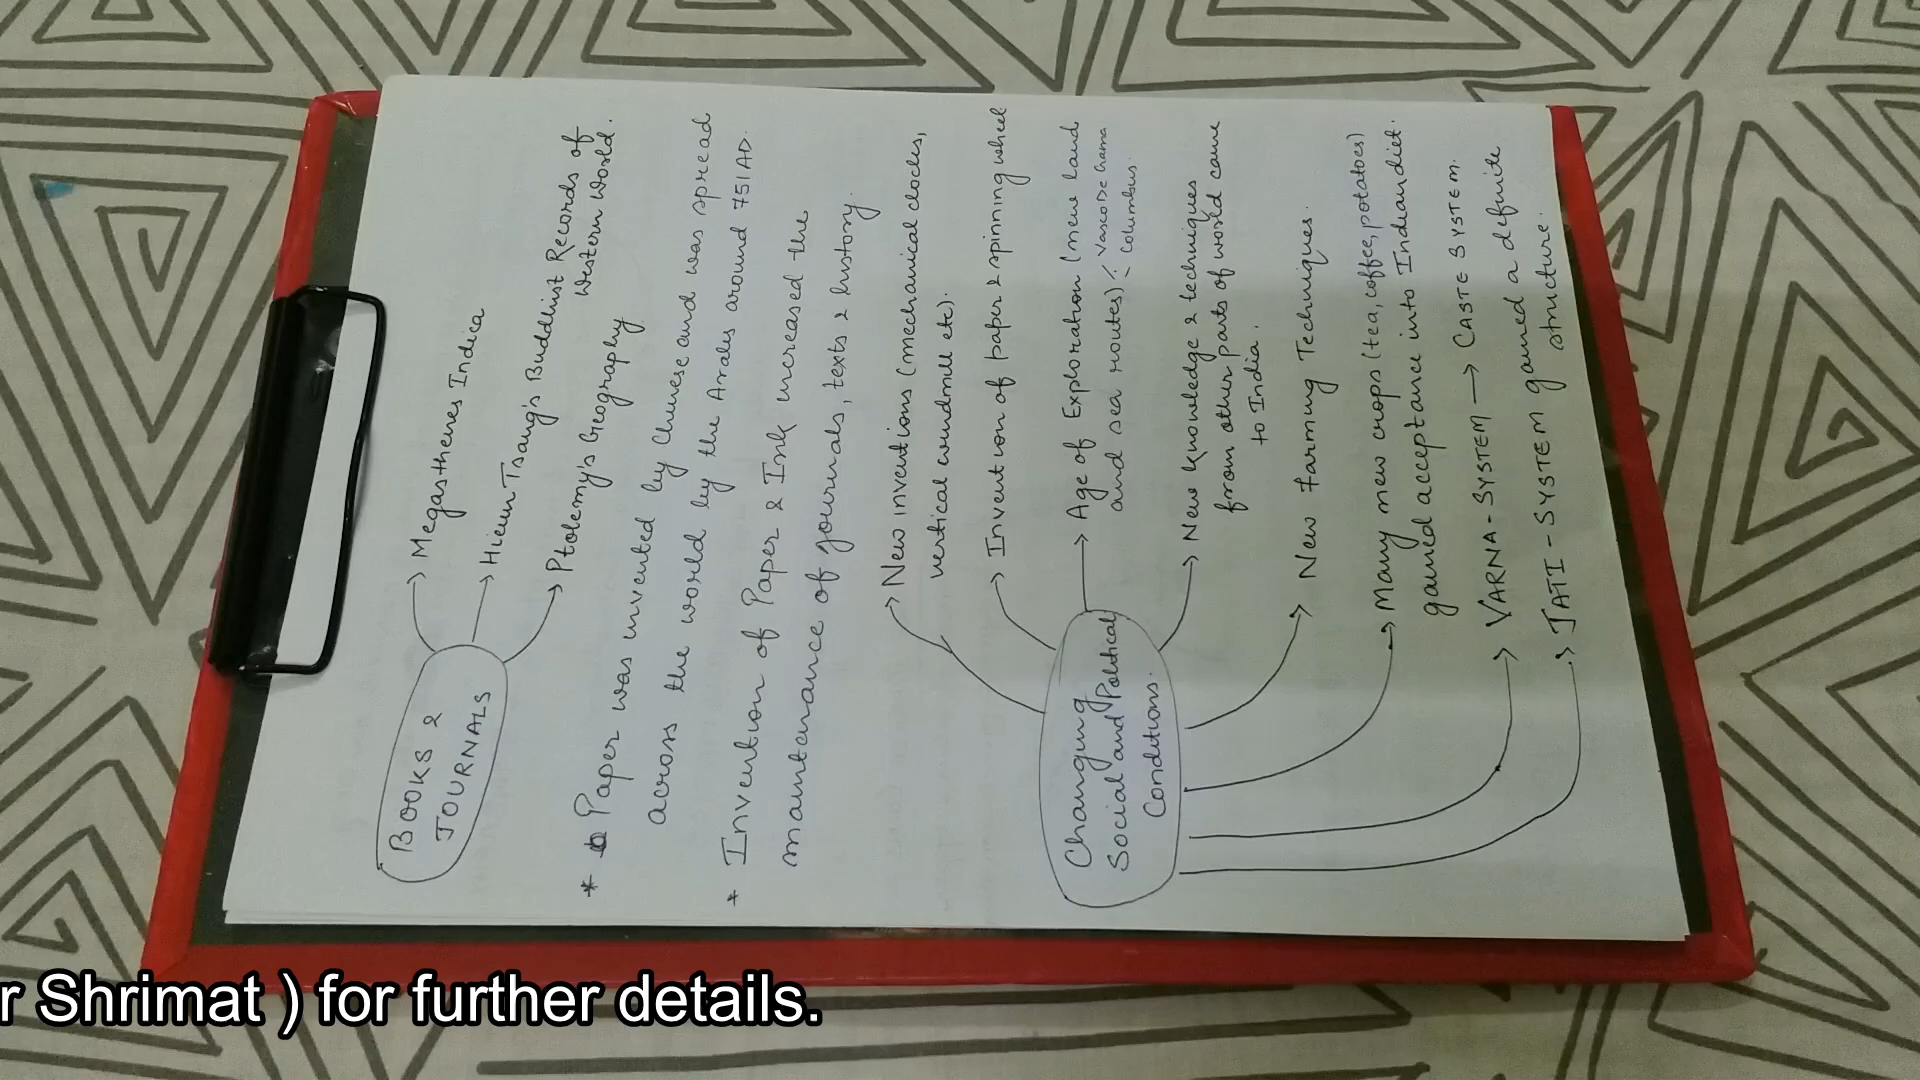 BOOKS &
JOURNALS
Megasthenes Indica
Hieun Tsang's Buddhist Records of
Western World.
Ptolemy's Geography
* Paper was invented by Chinese and was spread
across the world by the Arabs around 751 AD.
* Invention of Paper & Ink increased the
maintanance of journals, texts & history.
Changing
Social and Political
Conditions.
New inventions (mechanical clocks,
vertical windmill etc).
Invention of paper & spinning wheel
Age of Exploration (new land
and sea routes)
Vasco De Gama
Columbus.
New knowledge & techniques
from other parts of world came
to India.
New Farming Techniques.
Many new crops (tea, coffee, potatoes)
gained acceptance into Indian diet.
VARNA - SYSTEM → CASTE SYSTEM.
JATI - SYSTEM gained a definite
structure.
r Shrimat ) for further details.